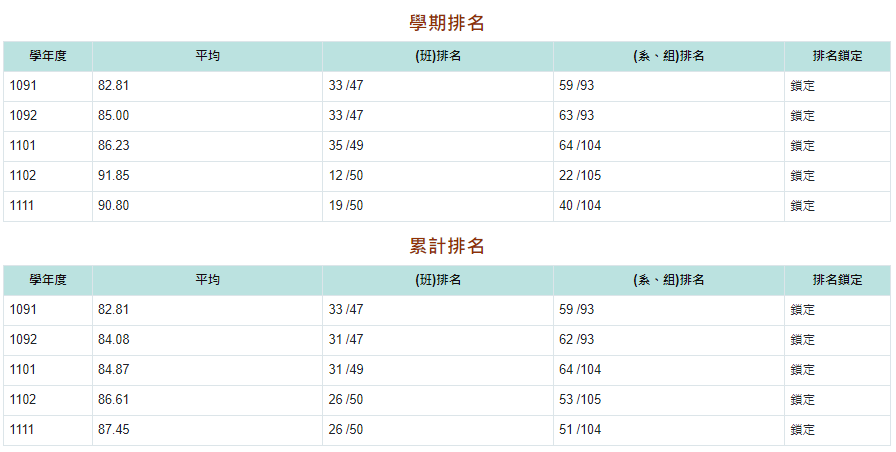 學期排名
學年度 平均 (班)排名 (系、組)排名 排名鎖定
1091 82.81 33 /47 59 /93 鎖定
1092 85.00 33 /47 63 /93 鎖定
1101 86.23 35 /49 64 /104 鎖定
1102 91.85 12 /50 22 /105 鎖定
1111 90.80 19 /50 40 /104 鎖定
累計排名
學年度 平均 (班)排名 (系、組)排名 排名鎖定
1091 82.81 33 /47 59 /93 鎖定
1092 84.08 31 /47 62 /93 鎖定
1101 84.87 31 /49 64 /104 鎖定
1102 86.61 26 /50 53 /105 鎖定
1111 87.45 26 /50 51 /104 鎖定